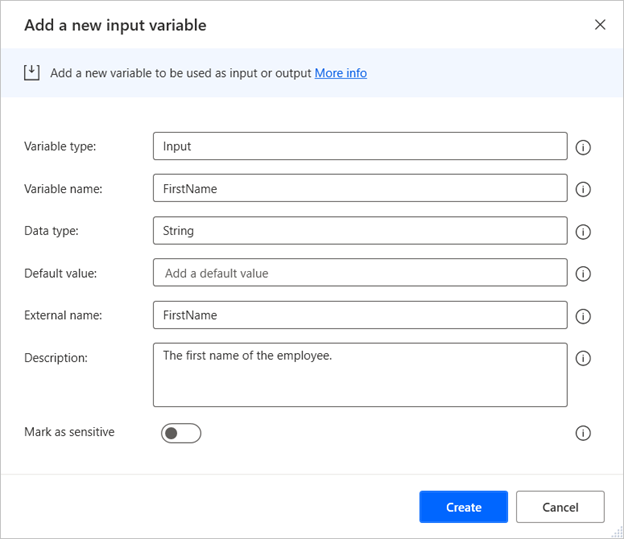 Add a new input variable
Add a new variable to be used as input or output More info
Variable type: Input
Variable name: FirstName
Data type: String
Default value: Add a default value
External name: FirstName
Description: The first name of the employee.
Mark as sensitive
Create Cancel